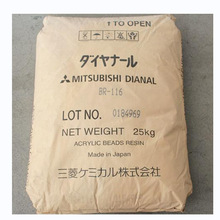 ↑TO OPEN
ダイヤナール
MITSUBISHI DIANAL
BR-116
LOT NO. 0184969
NET WEIGHT 25kg
ACRYLIC BEADS RESIN
Made in Japan
三菱ケミカル株式会社